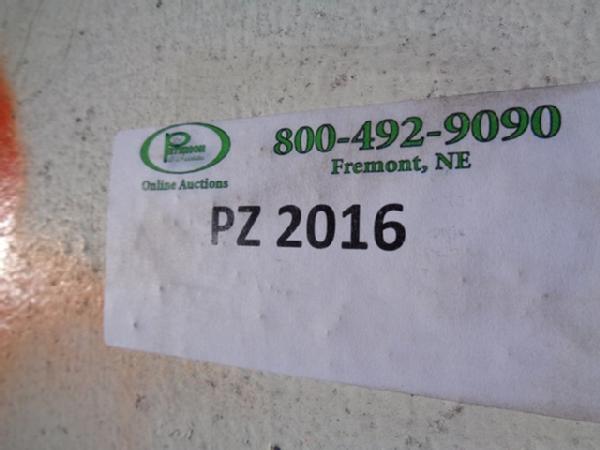 800-492-9090
Fremont, NE
Online Auctions
PZ 2016